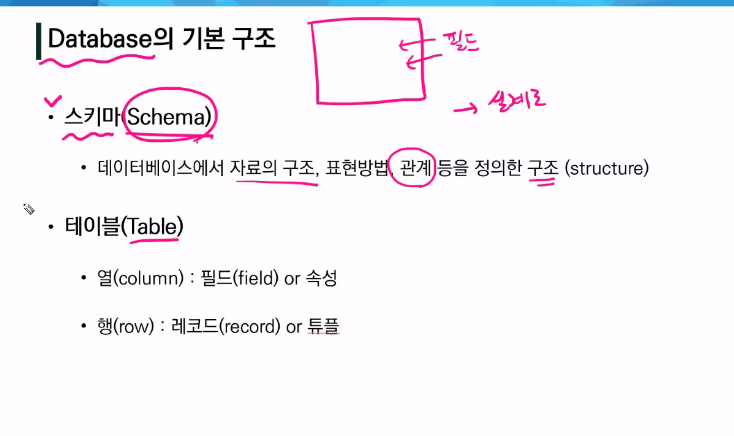 Database의 기본 구조
필드
→ 실제로
• 스키마(Schema)
• 데이터베이스에서 자료의 구조, 표현방법, 관계 등을 정의한 구조 (structure)
• 테이블(Table)
• 열(column) : 필드(field) or 속성
• 행(row) : 레코드(record) or 튜플